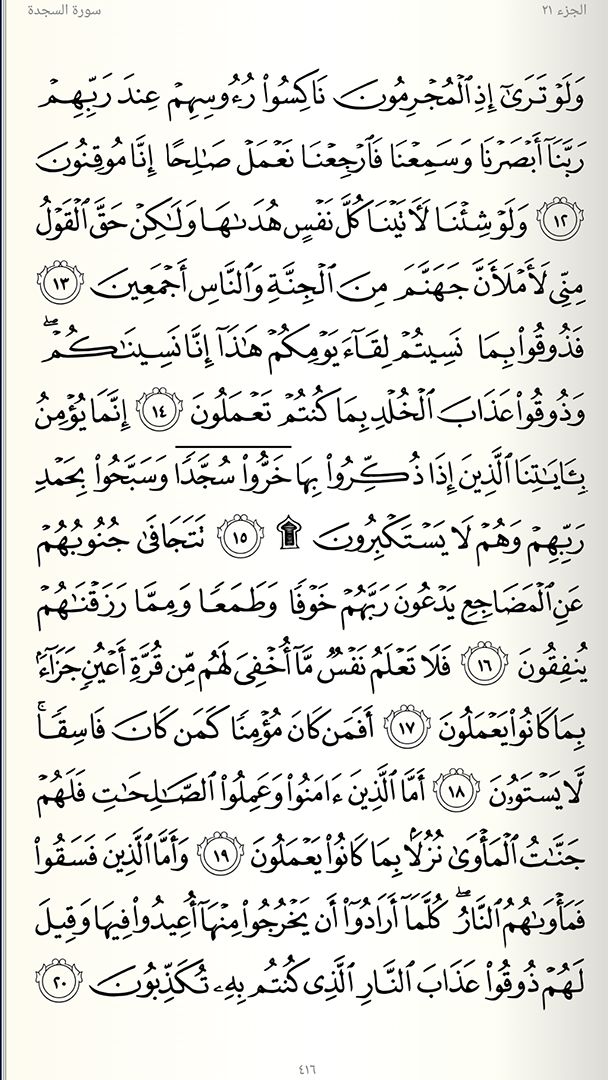 الجزء ٢١
سورة السجدة
وَلَوْ تَرَىٰٓ إِذِ ٱلْمُجْرِمُونَ نَاكِسُوا۟ رُءُوسِهِمْ عِندَ رَبِّهِمْ
رَبَّنَآ أَبْصَرْنَا وَسَمِعْنَا فَٱرْجِعْنَا نَعْمَلْ صَـٰلِحًا إِنَّا مُوقِنُونَ
١٢ وَلَوْ شِئْنَا لَـَٔاتَيْنَا كُلَّ نَفْسٍ هُدَىٰهَا وَلَـٰكِنْ حَقَّ ٱلْقَوْلُ
مِنِّى لَأَمْلَأَنَّ جَهَنَّمَ مِنَ ٱلْجِنَّةِ وَٱلنَّاسِ أَجْمَعِينَ ١٣
فَذُوقُوا۟ بِمَا نَسِيتُمْ لِقَآءَ يَوْمِكُمْ هَـٰذَآ إِنَّا نَسِينَـٰكُمْ ۖ
وَذُوقُوا۟ عَذَابَ ٱلْخُلْدِ بِمَا كُنتُمْ تَعْمَلُونَ ١٤ إِنَّمَا يُؤْمِنُ
بِـَٔايَـٰتِنَا ٱلَّذِينَ إِذَا ذُكِّرُوا۟ بِهَا خَرُّوا۟ سُجَّدًا وَسَبَّحُوا۟ بِحَمْدِ
رَبِّهِمْ وَهُمْ لَا يَسْتَكْبِرُونَ ۩ ١٥ تَتَجَافَىٰ جُنُوبُهُمْ
عَنِ ٱلْمَضَاجِعِ يَدْعُونَ رَبَّهُمْ خَوْفًا وَطَمَعًا وَمِمَّا رَزَقْنَـٰهُمْ
يُنفِقُونَ ١٦ فَلَا تَعْلَمُ نَفْسٌ مَّآ أُخْفِىَ لَهُم مِّن قُرَّةِ أَعْيُنٍ جَزَآءًۢ
بِمَا كَانُوا۟ يَعْمَلُونَ ١٧ أَفَمَن كَانَ مُؤْمِنًا كَمَن كَانَ فَاسِقًا ۚ
لَّا يَسْتَوُۥنَ ١٨ أَمَّا ٱلَّذِينَ ءَامَنُوا۟ وَعَمِلُوا۟ ٱلصَّـٰلِحَـٰتِ فَلَهُمْ
جَنَّـٰتُ ٱلْمَأْوَىٰ نُزُلًۢا بِمَا كَانُوا۟ يَعْمَلُونَ ١٩ وَأَمَّا ٱلَّذِينَ فَسَقُوا۟
فَمَأْوَىٰهُمُ ٱلنَّارُ ۖ كُلَّمَآ أَرَادُوٓا۟ أَن يَخْرُجُوا۟ مِنْهَآ أُعِيدُوا۟ فِيهَا وَقِيلَ
لَهُمْ ذُوقُوا۟ عَذَابَ ٱلنَّارِ ٱلَّذِى كُنتُم بِهِۦ تُكَذِّبُونَ ٢٠
٤١٦